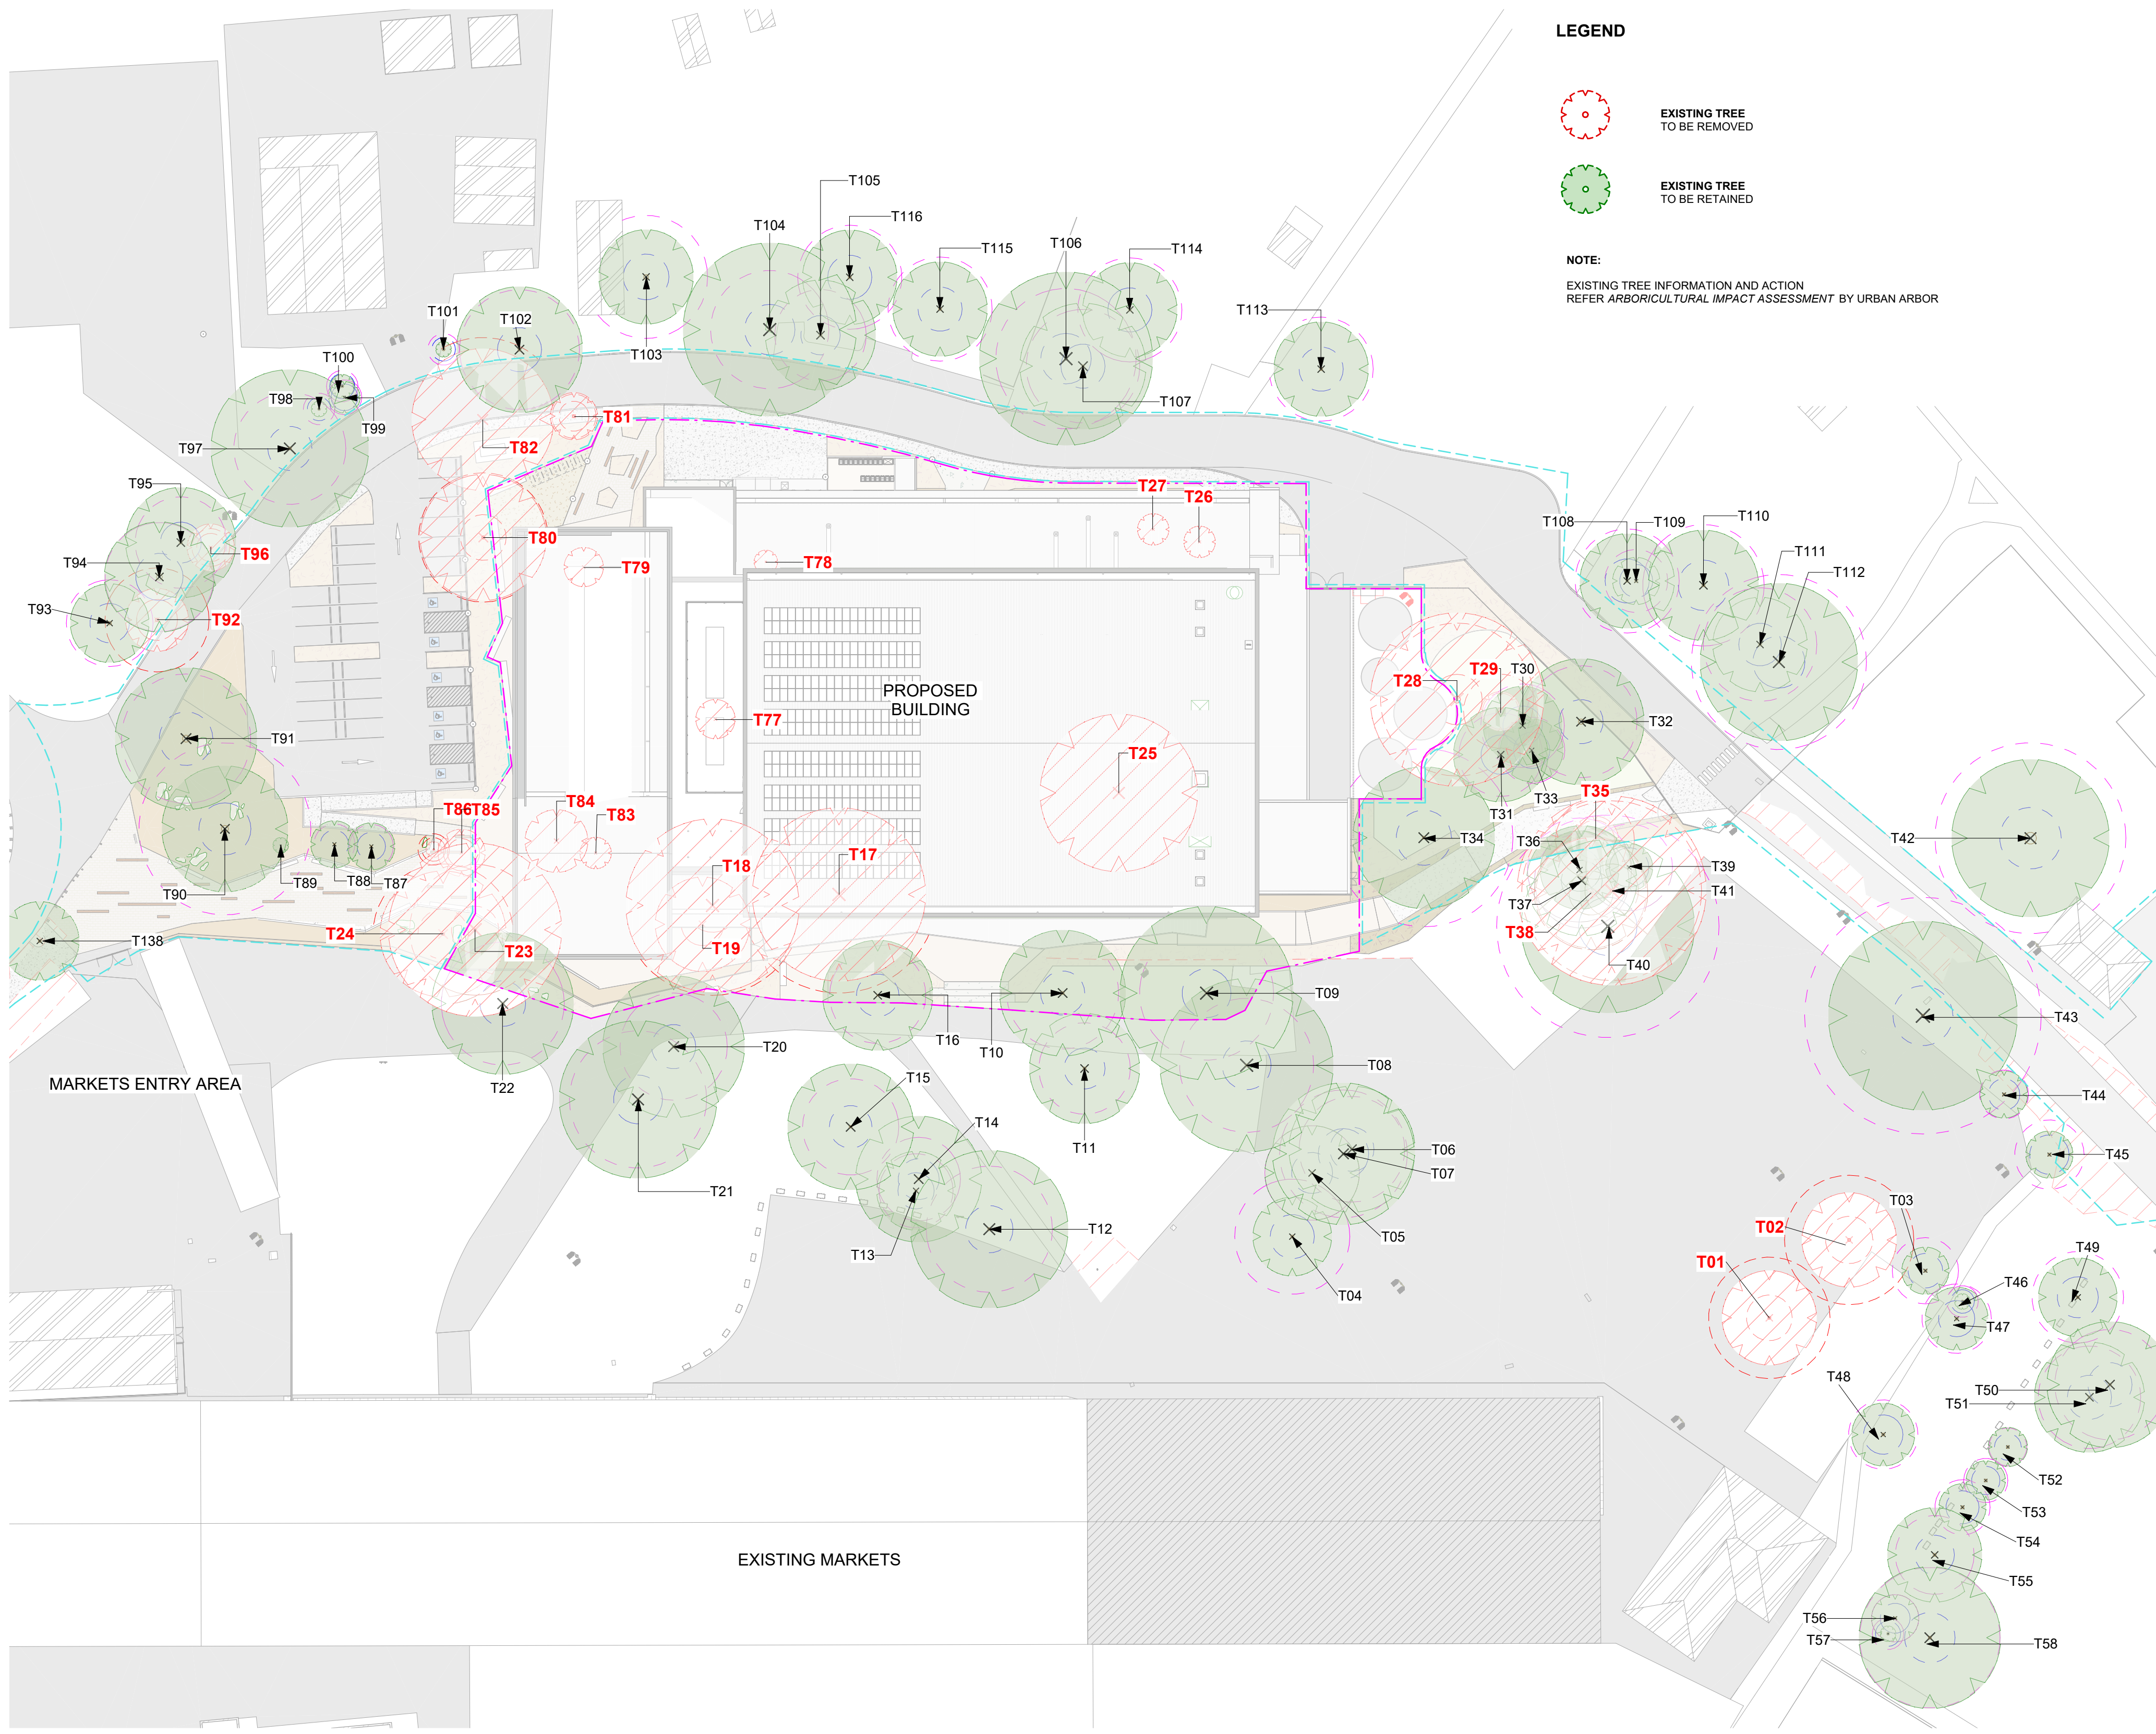 LEGEND
EXISTING TREE
TO BE REMOVED
EXISTING TREE
TO BE RETAINED
NOTE:
EXISTING TREE INFORMATION AND ACTION
REFER ARBORICULTURAL IMPACT ASSESSMENT BY URBAN ARBOR
T105
T116
T104
T115
T106
T114
T113
T101
T102
T103
T100
T98
T99
T107
T97
T81
T82
T95
T27
T26
T108
T109
T110
T80
T96
T94
T111
T79
T78
T112
T93
T92
T29
T30
T28
PROPOSED
BUILDING
T77
T32
T91
T25
T35
T33
T86
T85
T84
T83
T31
T34
T42
T36
T17
T39
T18
T88
T87
T89
T90
T41
T37
T38
T138
T24
T19
T23
T40
T09
T43
T16
T10
T20
T08
T15
MARKETS ENTRY AREA
T22
T44
T14
T11
T06
T45
T07
T21
T03
T02
T12
T05
T49
T13
T01
T46
T04
T47
T48
T50
T51
T52
T53
T54
EXISTING MARKETS
T55
T56
T57
T58